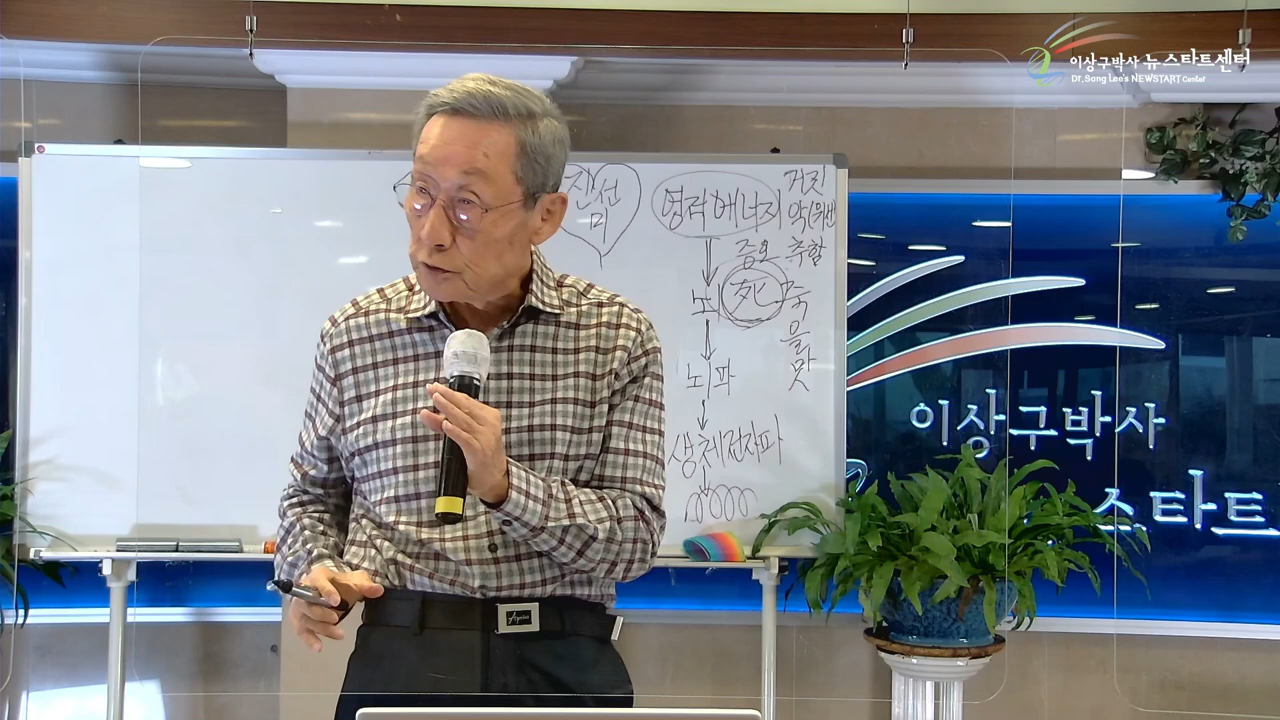 이상구박사 뉴스타트센터
Dr. Sang Lee's NEWSTART Center
진선
미
영적에너지
거짓
악(위선
증오
추함
뇌
死
죽을맛
뇌파
생체전자파
이상구박사
스타트